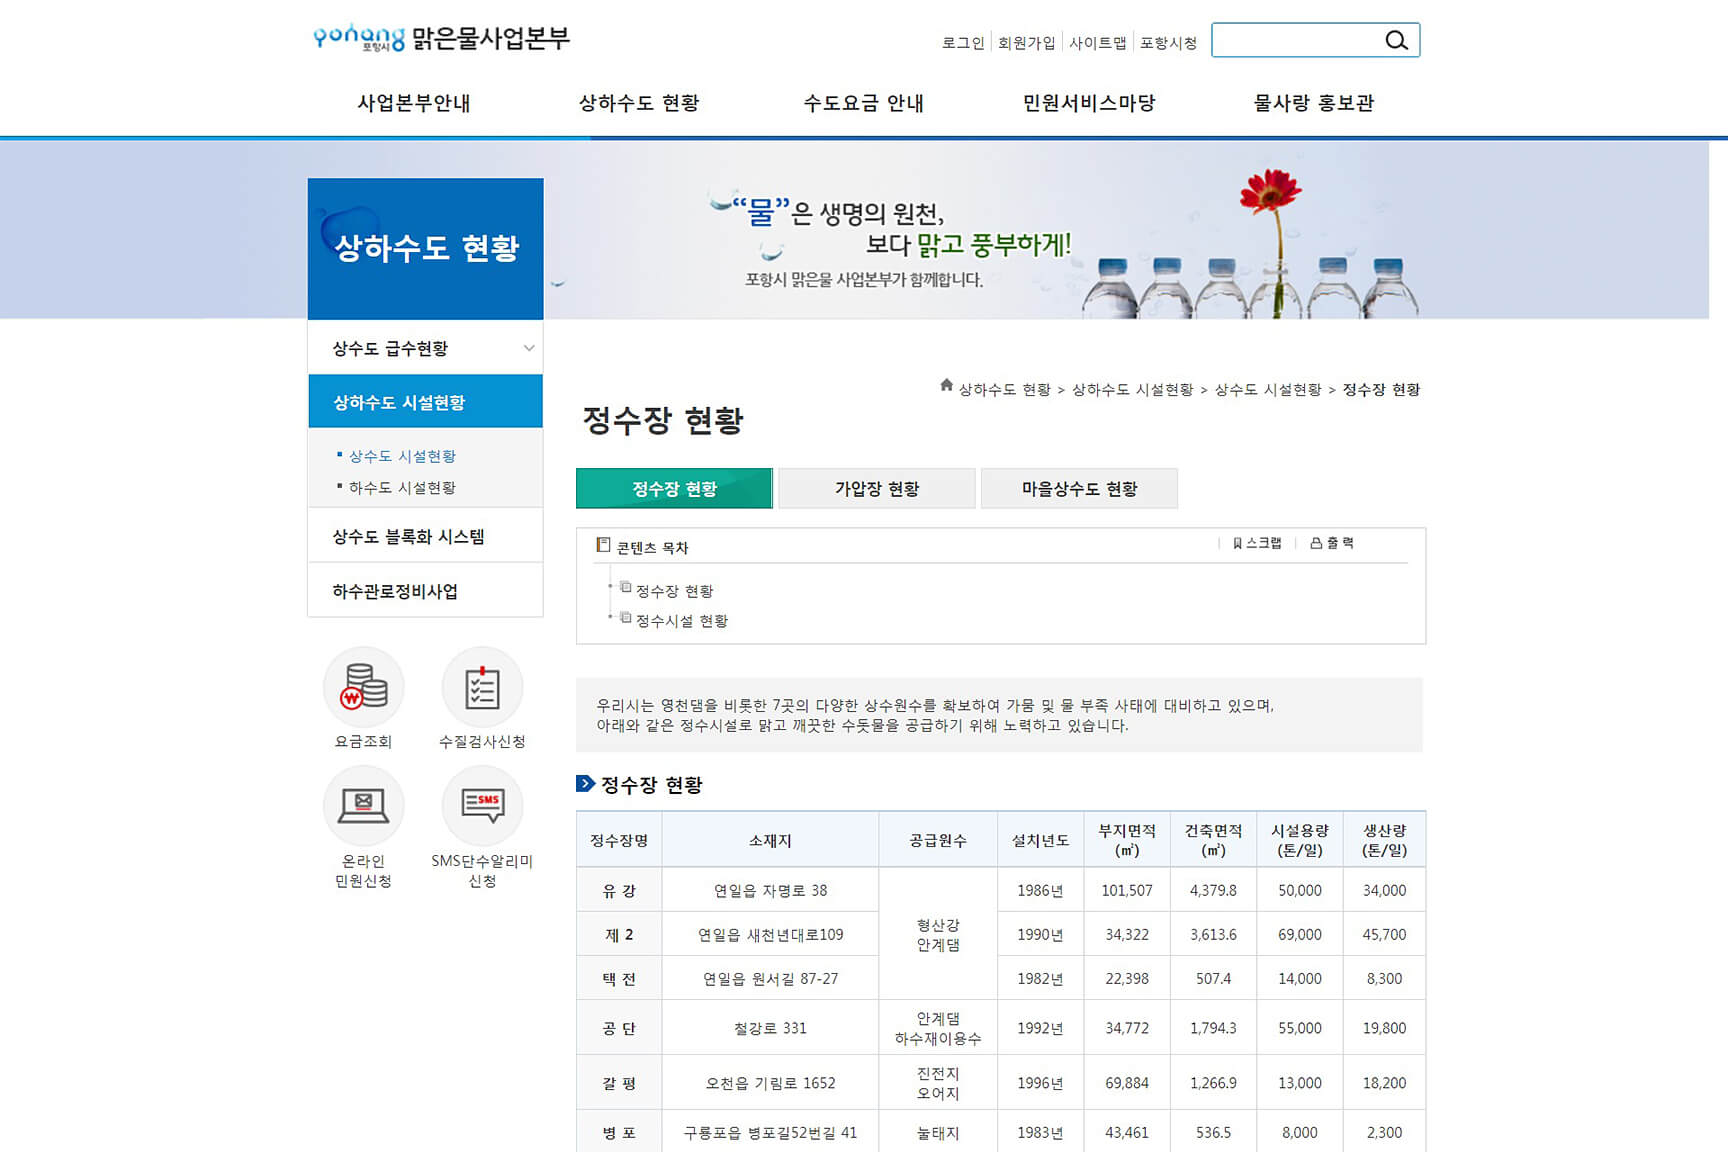 pohang 포항시 맑은물사업본부
로그인 회원가입 사이트맵 포항시청
사업본부안내 상하수도 현황 수도요금 안내 민원서비스마당 물사랑 홍보관
상하수도 현황
“물”은 생명의 원천,
보다 맑고 풍부하게!
포항시 맑은물 사업본부가 함께합니다.
상수도 급수현황
상하수도 시설현황
상수도 시설현황
하수도 시설현황
상수도 블록화 시스템
하수관로정비사업
요금조회 수질검사신청
SMS
온라인
민원신청
SMS단수알리미
신청
상하수도 현황 > 상하수도 시설현황 > 상수도 시설현황 > 정수장 현황
정수장 현황
정수장 현황 가압장 현황 마을상수도 현황
콘텐츠 목차 스크랩 출 력
정수장 현황
정수시설 현황
우리시는 영천댐을 비롯한 7곳의 다양한 상수원수를 확보하여 가뭄 및 물 부족 사태에 대비하고 있으며,
아래와 같은 정수시설로 맑고 깨끗한 수돗물을 공급하기 위해 노력하고 있습니다.
정수장 현황
정수장명 소재지 공급원수 설치년도 부지면적(㎡) 건축면적(㎡) 시설용량(톤/일) 생산량(톤/일)
유 강 연일읍 자명로 38 형산강 안계댐 1986년 101,507 4,379.8 50,000 34,000
제 2 연일읍 새천년대로109 1990년 34,322 3,613.6 69,000 45,700
택 전 연일읍 원서길 87-27 1982년 22,398 507.4 14,000 8,300
공 단 철강로 331 안계댐 하수재이용수 1992년 34,772 1,794.3 55,000 19,800
갈 평 오천읍 기림로 1652 진전지 오어지 1996년 69,884 1,266.9 13,000 18,200
병 포 구룡포읍 병포길52번길 41 눌태지 1983년 43,461 536.5 8,000 2,300